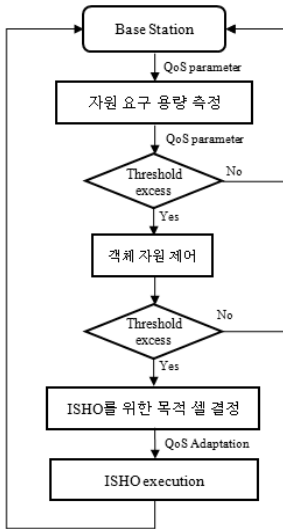 Base Station
QoS parameter
자원 요구 용량 측정
QoS parameter
Threshold
excess
No
Yes
객체 자원 제어
Threshold
excess
No
Yes
ISHO를 위한 목적 셀 결정
QoS Adaptation
ISHO execution